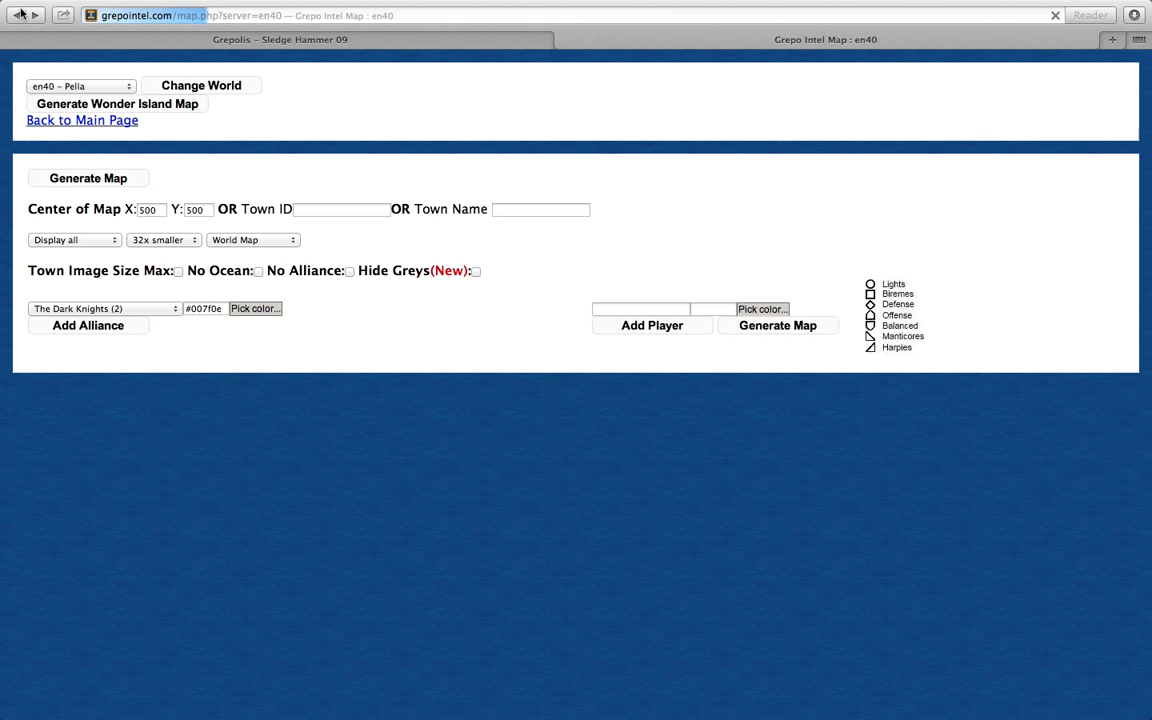 grepointel.com/map.php?server=en40 — Grepo Intel Map : en40
Reader
Grepolis – Sledge Hammer 09
Grepo Intel Map : en40
en40 – Pella
Change World
Generate Wonder Island Map
Back to Main Page
Generate Map
Center of Map X: 500 Y: 500 OR Town ID OR Town Name
Display all
32x smaller
World Map
Town Image Size Max: No Ocean: No Alliance: Hide Greys(New):
The Dark Knights (2)
#007f0e
Pick color...
Add Alliance
Pick color...
Add Player
Generate Map
Lights
Biremes
Defense
Offense
Balanced
Manticores
Harpies